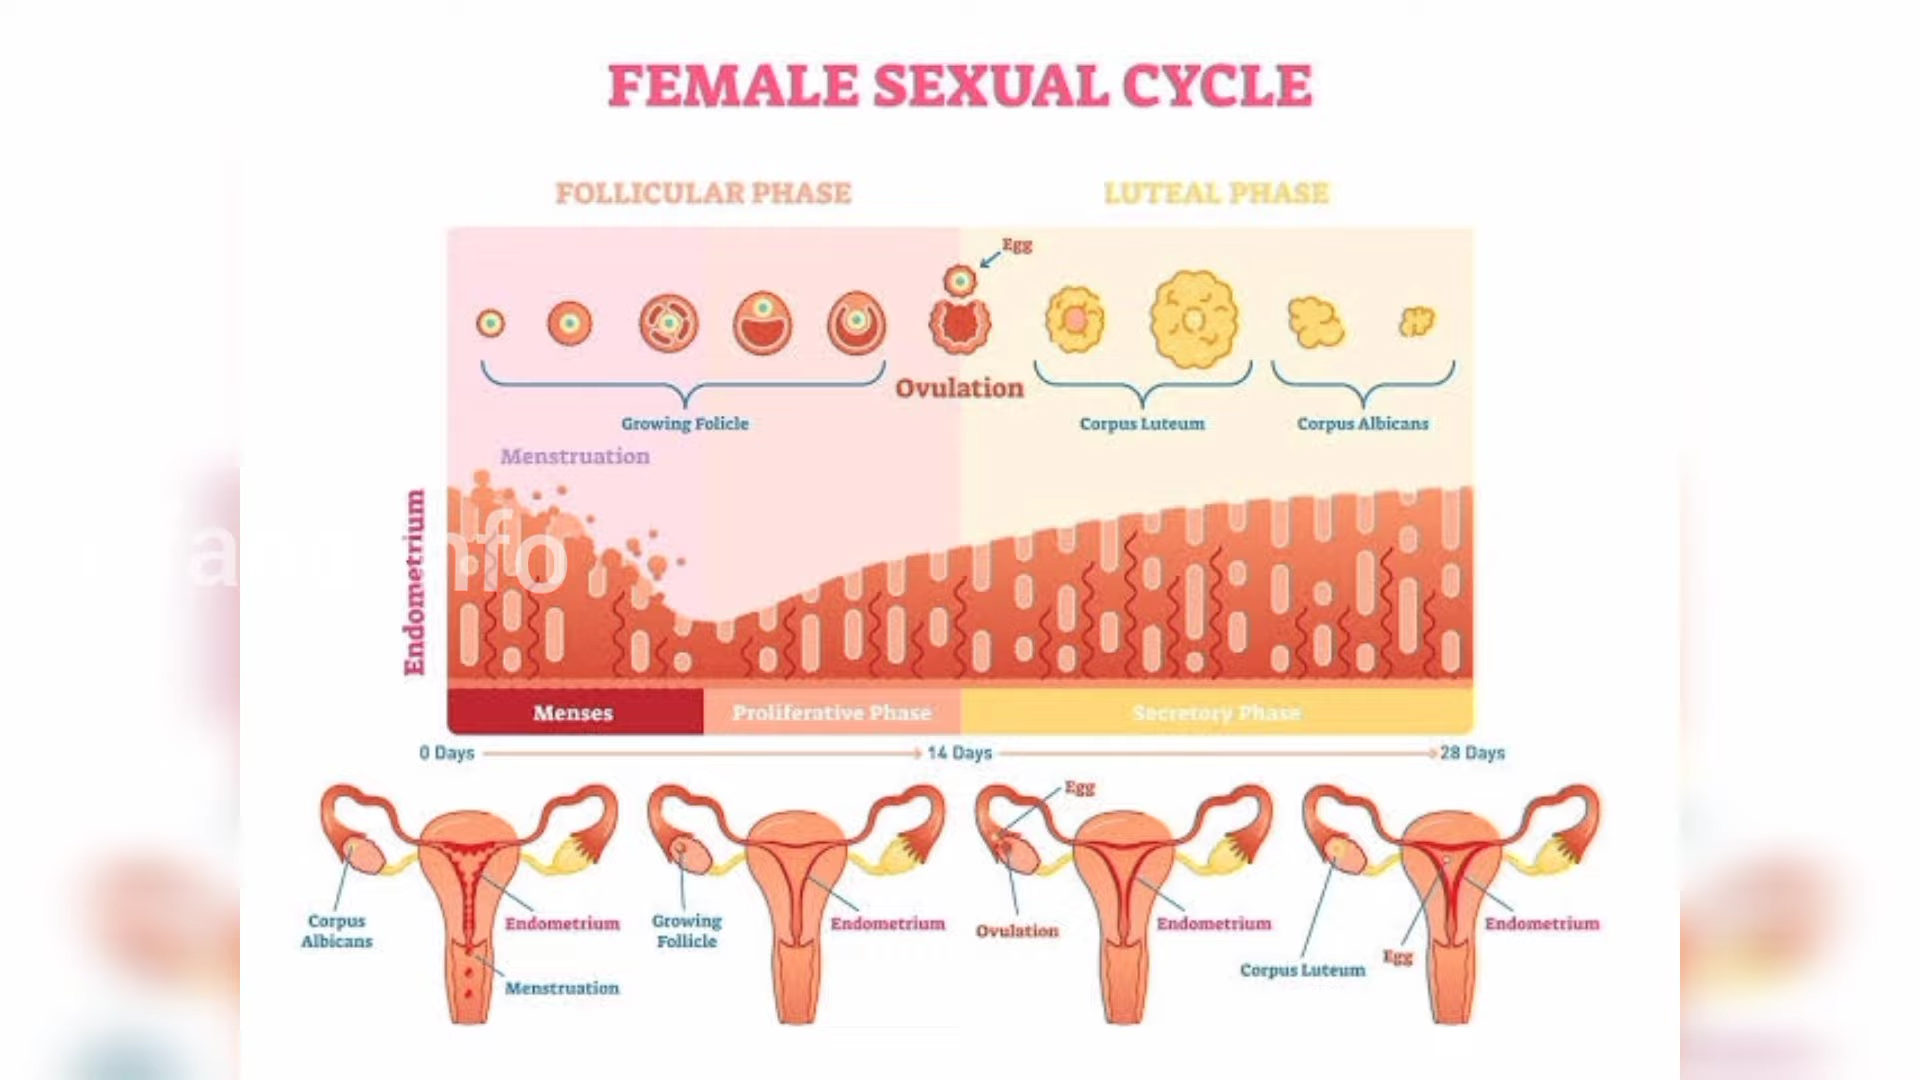 FEMALE SEXUAL CYCLE
FOLLICULAR PHASE
LUTEAL PHASE
Egg
Ovulation
Growing Folicle
Corpus Luteum
Corpus Albicans
Menstruation
Endometrium
Menses
Proliferative Phase
Secretory Phase
0 Days
14 Days
28 Days
Egg
Corpus
Albicans
Endometrium
Menstruation
Growing
Follicle
Endometrium
Ovulation
Endometrium
Corpus Luteum
Egg
Endometrium